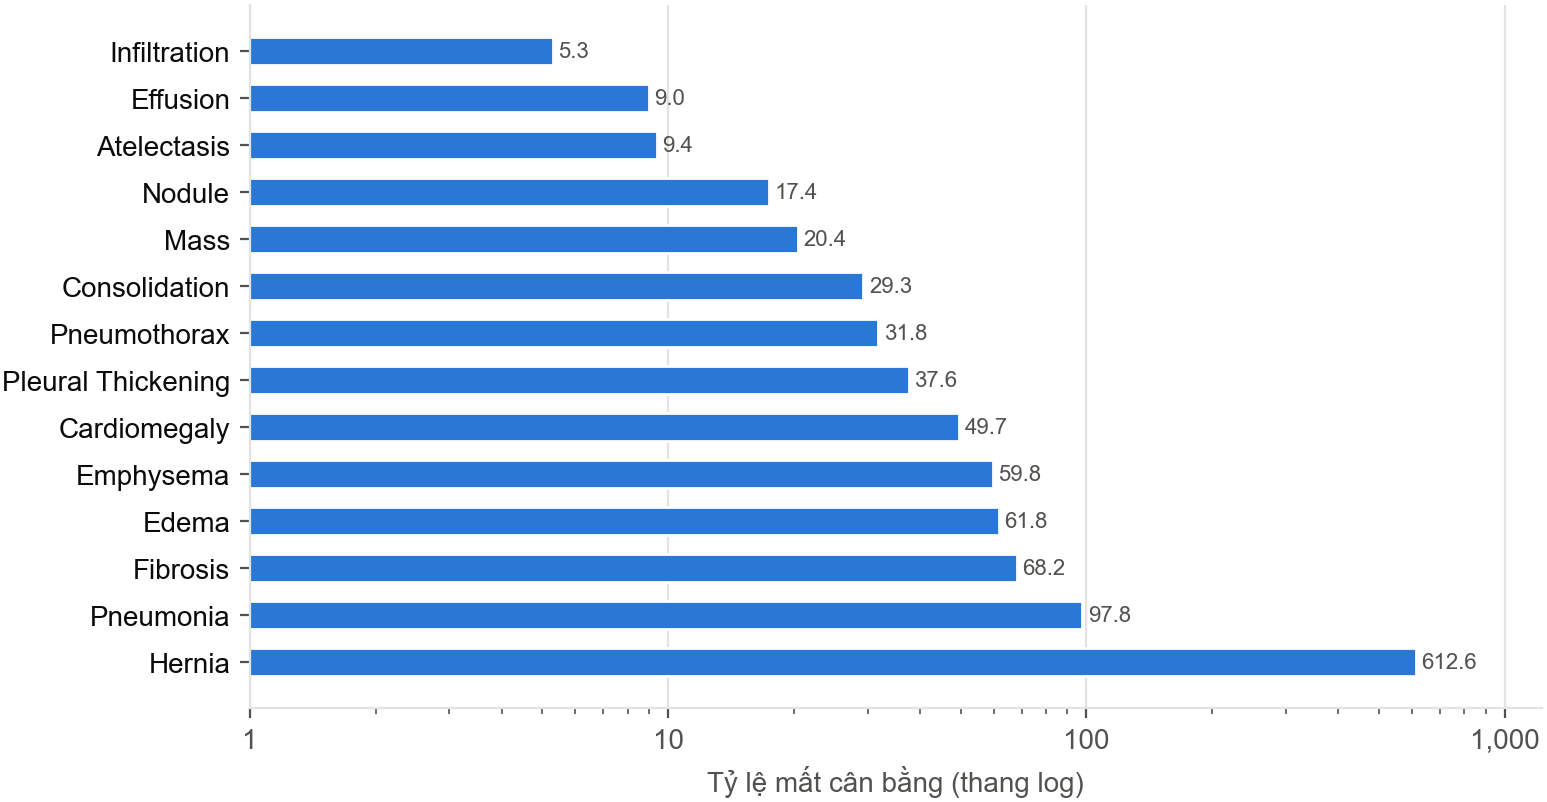 Infiltration 5.3
Effusion 9.0
Atelectasis 9.4
Nodule 17.4
Mass 20.4
Consolidation 29.3
Pneumothorax 31.8
Pleural Thickening 37.6
Cardiomegaly 49.7
Emphysema 59.8
Edema 61.8
Fibrosis 68.2
Pneumonia 97.8
Hernia 612.6
1 10 100 1,000
Tỷ lệ mất cân bằng (thang log)